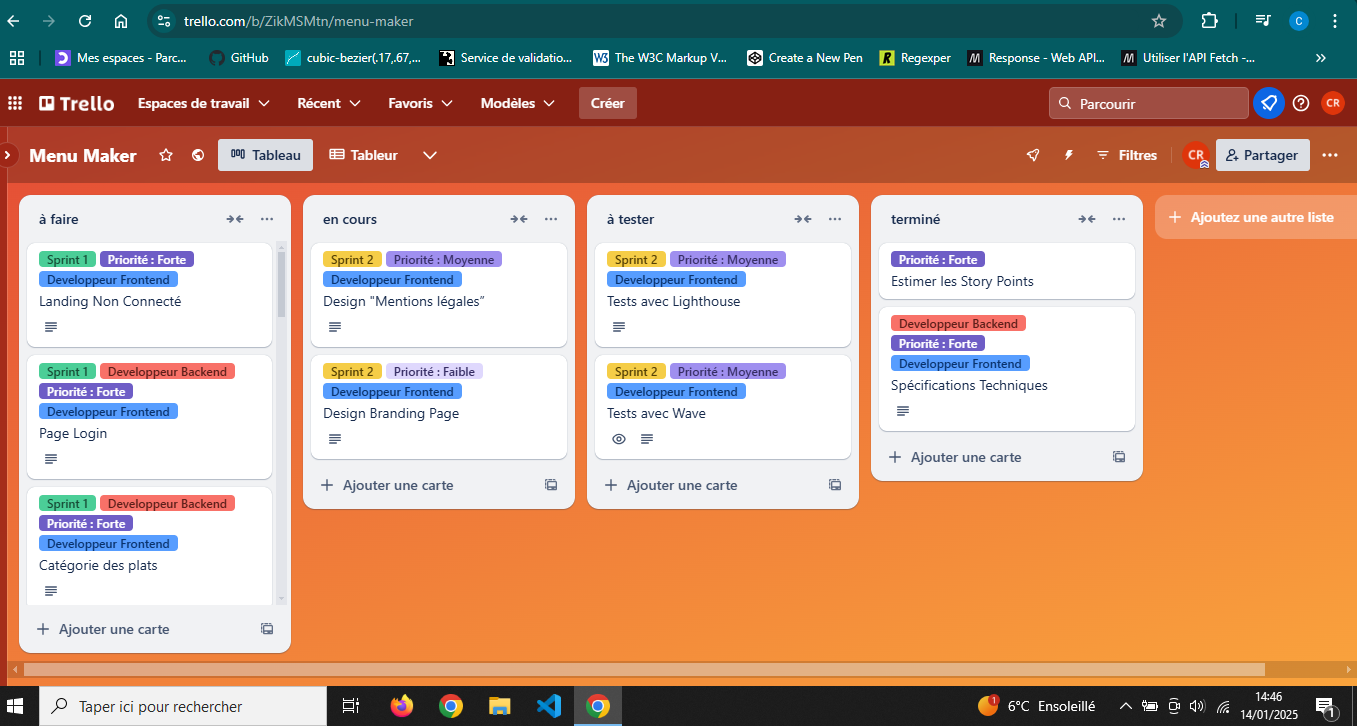 trello.com/b/ZikMSMtn/menu-maker
C
Mes espaces - Parc...
GitHub
cubic-bezier(.17,.67,...
Service de validatio...
W3
The W3C Markup V...
Create a New Pen
R
Regexper
M
Response - Web API...
M
Utiliser l'API Fetch -...
Trello
Espaces de travail
Récent
Favoris
Modèles
Créer
Parcourir
CR
Menu Maker
Tableau
Tableur
Filtres
CR
Partager
à faire
Sprint 1
Priorité : Forte
Developpeur Frontend
Landing Non Connecté
Sprint 1
Developpeur Backend
Priorité : Forte
Developpeur Frontend
Page Login
Sprint 1
Developpeur Backend
Priorité : Forte
Developpeur Frontend
Catégorie des plats
Ajouter une carte
en cours
Sprint 2
Priorité : Moyenne
Developpeur Frontend
Design "Mentions légales”
Sprint 2
Priorité : Faible
Developpeur Frontend
Design Branding Page
Ajouter une carte
à tester
Sprint 2
Priorité : Moyenne
Developpeur Frontend
Tests avec Lighthouse
Sprint 2
Priorité : Moyenne
Developpeur Frontend
Tests avec Wave
Ajouter une carte
terminé
Priorité : Forte
Estimer les Story Points
Developpeur Backend
Priorité : Forte
Developpeur Frontend
Spécifications Techniques
Ajouter une carte
Ajoutez une autre liste
Taper ici pour rechercher
1
6°C Ensoleillé
14:46
14/01/2025
1